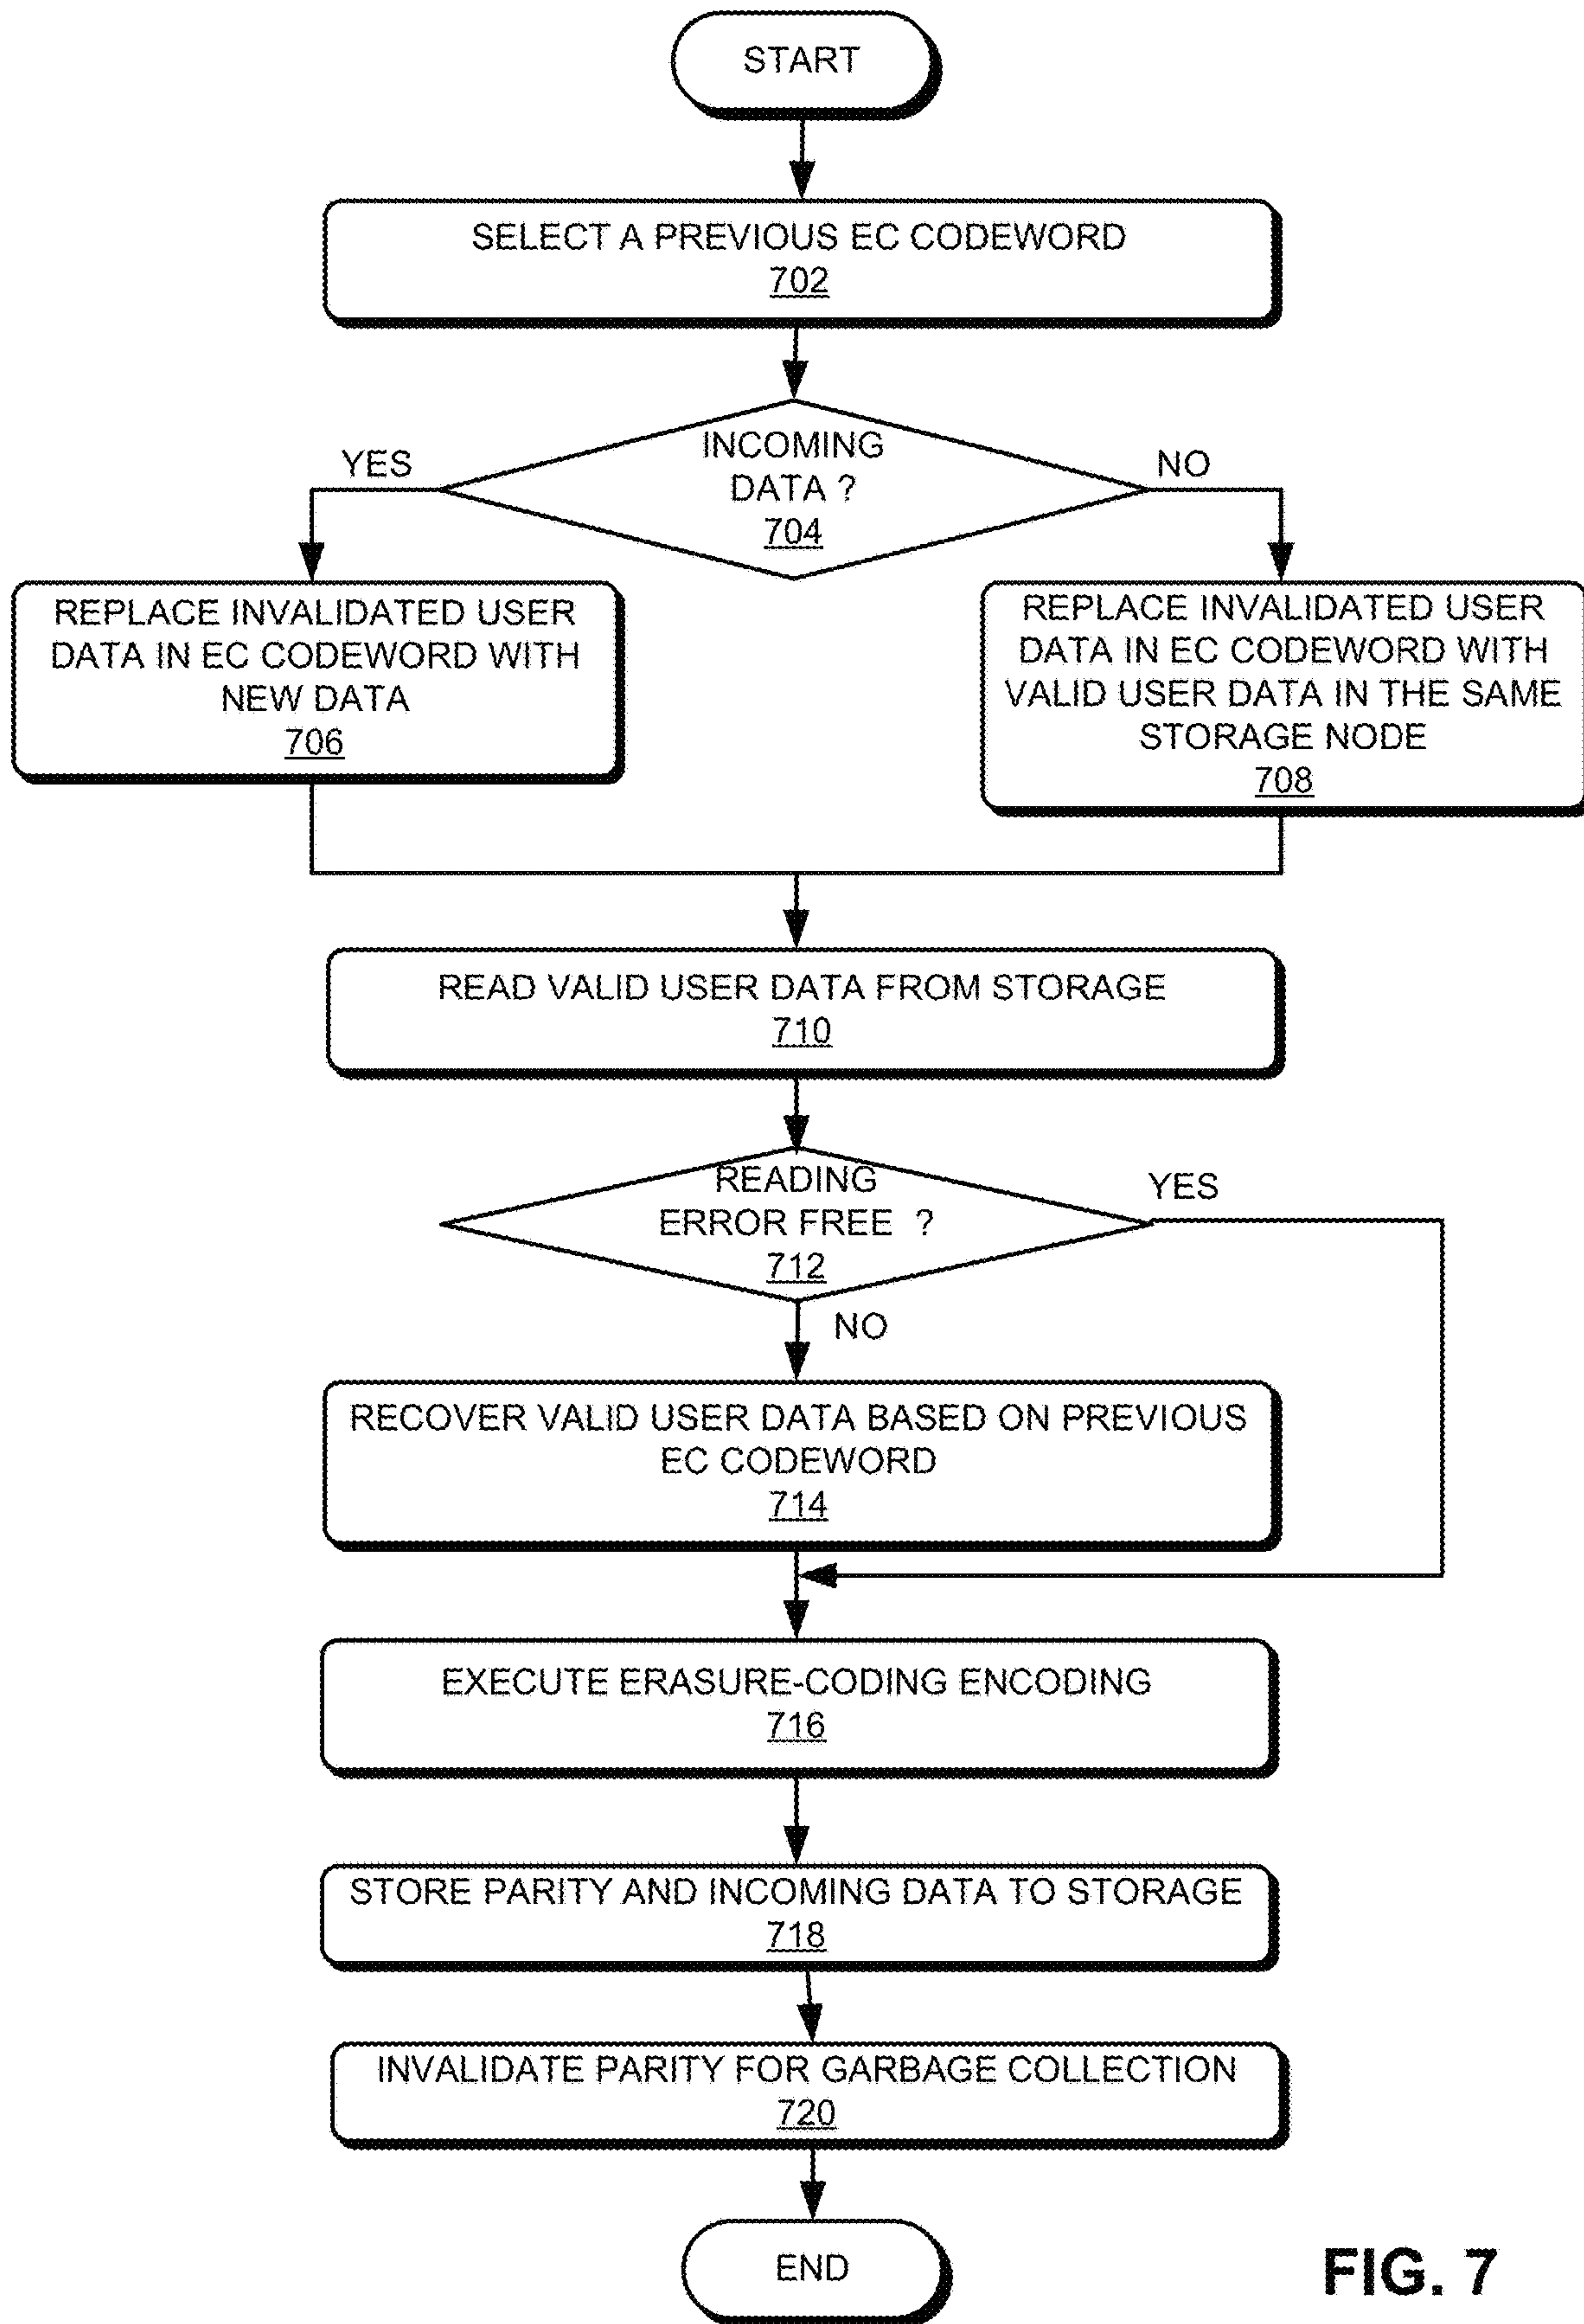 START
SELECT A PREVIOUS EC CODEWORD
702
INCOMING
DATA ?
704
YES
NO
REPLACE INVALIDATED USER
DATA IN EC CODEWORD WITH
NEW DATA
706
REPLACE INVALIDATED USER
DATA IN EC CODEWORD WITH
VALID USER DATA IN THE SAME
STORAGE NODE
708
READ VALID USER DATA FROM STORAGE
710
READING
ERROR FREE ?
712
YES
NO
RECOVER VALID USER DATA BASED ON PREVIOUS
EC CODEWORD
714
EXECUTE ERASURE-CODING ENCODING
716
STORE PARITY AND INCOMING DATA TO STORAGE
718
INVALIDATE PARITY FOR GARBAGE COLLECTION
720
END
FIG. 7